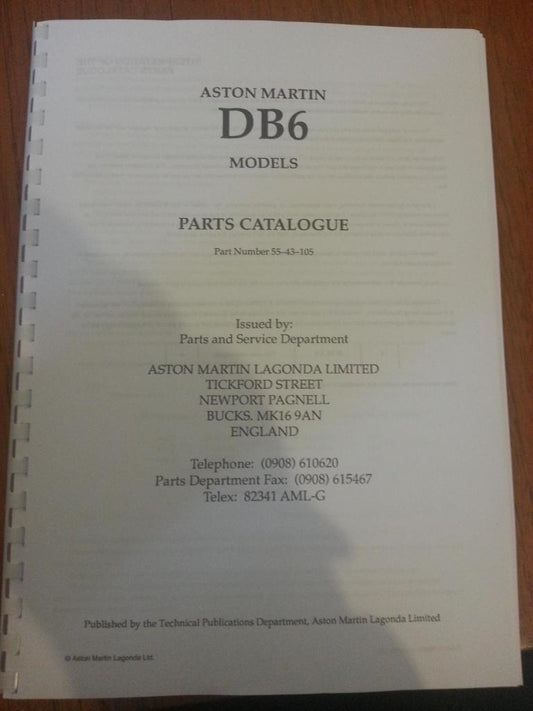 ASTON MARTIN
DB6
MODELS
PARTS CATALOGUE
Part Number 55-43-105
Issued by:
Parts and Service Department
ASTON MARTIN LAGONDA LIMITED
TICKFORD STREET
NEWPORT PAGNELL
BUCKS. MK16 9AN
ENGLAND
Telephone: (0908) 610620
Parts Department Fax: (0908) 615467
Telex: 82341 AML-G
Published by the Technical Publications Department, Aston Martin Lagonda Limited
© Aston Martin Lagonda Ltd.